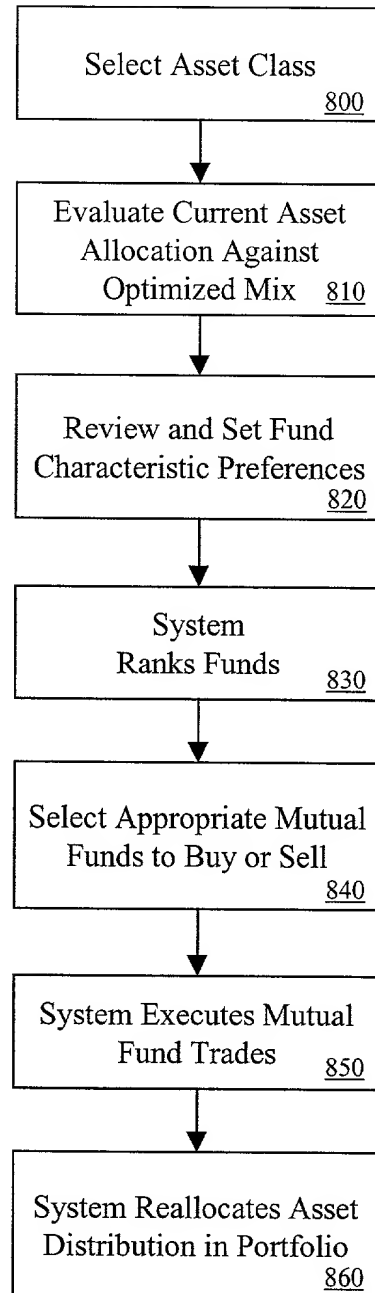 Select Asset Class
800
Evaluate Current Asset
Allocation Against
Optimized Mix 810
Review and Set Fund
Characteristic Preferences
820
System
Ranks Funds
830
Select Appropriate Mutual
Funds to Buy or Sell
840
System Executes Mutual
Fund Trades
850
System Reallocates Asset
Distribution in Portfolio
860